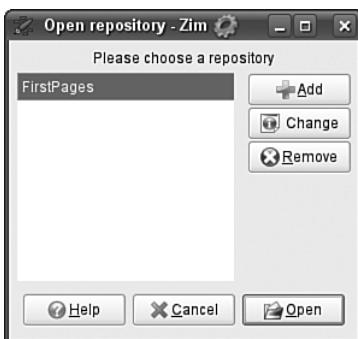 Open repository - Zim
Please choose a repository
FirstPages
Add
Change
Remove
Help
Cancel
Open